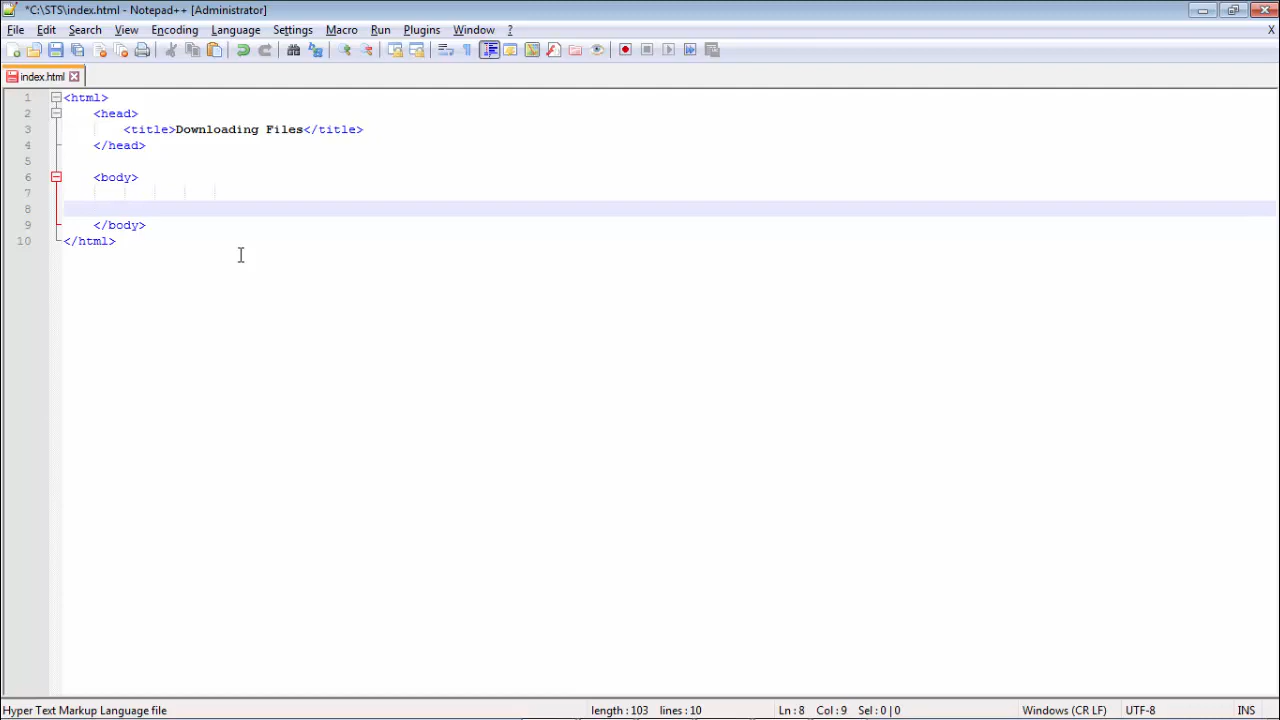 *C:\STS\index.html - Notepad++ [Administrator]
File Edit Search View Encoding Language Settings Macro Run Plugins Window ? X
index.html
1 <html>
2 <head>
3 <title>Downloading Files</title>
4 </head>
5
6 <body>
7
8
9 </body>
10 </html>
Hyper Text Markup Language file length : 103 lines : 10 Ln : 8 Col : 9 Sel : 0 | 0 Windows (CR LF) UTF-8 INS